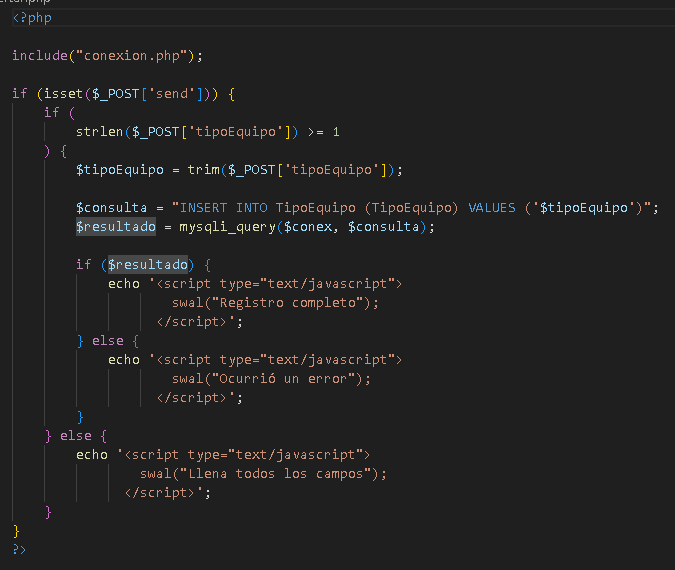 <?php
include("conexion.php");
if (isset($_POST['send'])) {
if (
strlen($_POST['tipoEquipo']) >= 1
) {
$tipoEquipo = trim($_POST['tipoEquipo']);
$consulta = "INSERT INTO TipoEquipo (TipoEquipo) VALUES ('$tipoEquipo')";
$resultado = mysqli_query($conex, $consulta);
if ($resultado) {
echo '<script type="text/javascript">
swal("Registro completo");
</script>';
} else {
echo '<script type="text/javascript">
swal("Ocurrió un error");
</script>';
}
} else {
echo '<script type="text/javascript">
swal("Llena todos los campos");
</script>';
}
}
?>